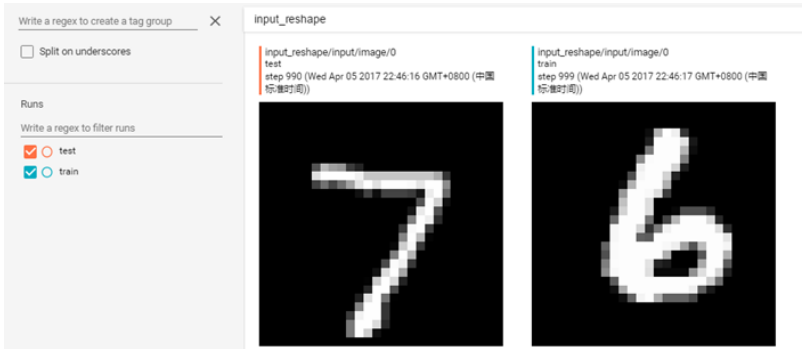 Write a regex to create a tag group
Split on underscores
Runs
Write a regex to filter runs
test
train
input_reshape
input_reshape/input/image/0
test
step 990 (Wed Apr 05 2017 22:46:16 GMT+0800 (中国
标准时间))
input_reshape/input/image/0
train
step 999 (Wed Apr 05 2017 22:46:17 GMT+0800 (中国
标准时间))
7
6